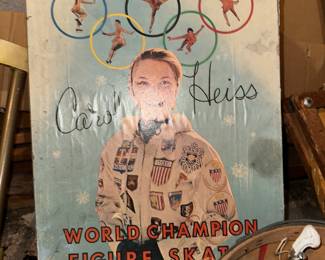 Carol Heiss
WORLD CHAMPION
FIGURE SKAT